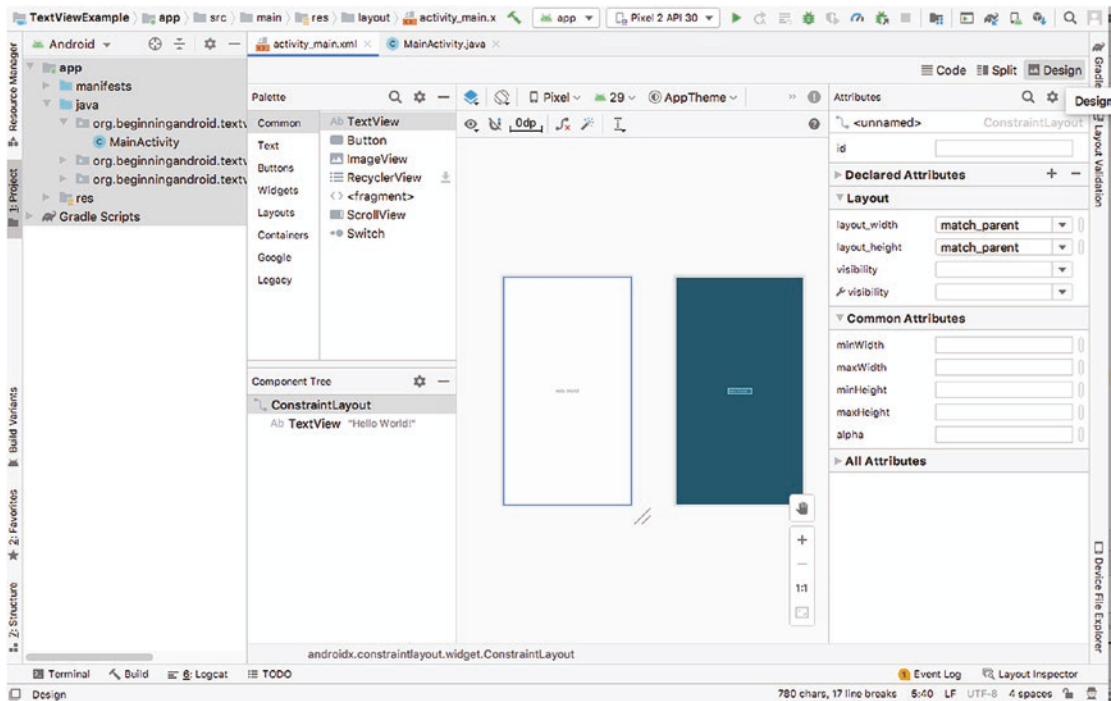 TextViewExample app src main res layout activity_main.x app Pixel 2 API 30
Android
activity_main.xml
MainActivity.java
Code Split Design
app
manifests
java
org.beginningandroid.textv
MainActivity
org.beginningandroid.textv
org.beginningandroid.textv
res
Gradle Scripts
Resource Manager
1: Project
Build Variants
2: Favorites
Z: Structure
Palette
Common
Text
Buttons
Widgets
Layouts
Containers
Google
Legacy
Ab TextView
Button
ImageView
RecyclerView
<> <fragment>
ScrollView
Switch
Component Tree
ConstraintLayout
Ab TextView "Hello World!"
Pixel 29 AppTheme
0dp
Hello World!
1:1
Attributes
Design
<unnamed> ConstraintLayout
id
Declared Attributes
Layout
layout_width match_parent
layout_height match_parent
visibility
visibility
Common Attributes
minWidth
maxWidth
minHeight
maxHeight
alpha
All Attributes
Gradle
Layout Validation
Device File Explorer
androidx.constraintlayout.widget.ConstraintLayout
Terminal Build 6: Logcat TODO
1 Event Log Layout Inspector
Design
780 chars, 17 line breaks 5:40 LF UTF-8 4 spaces